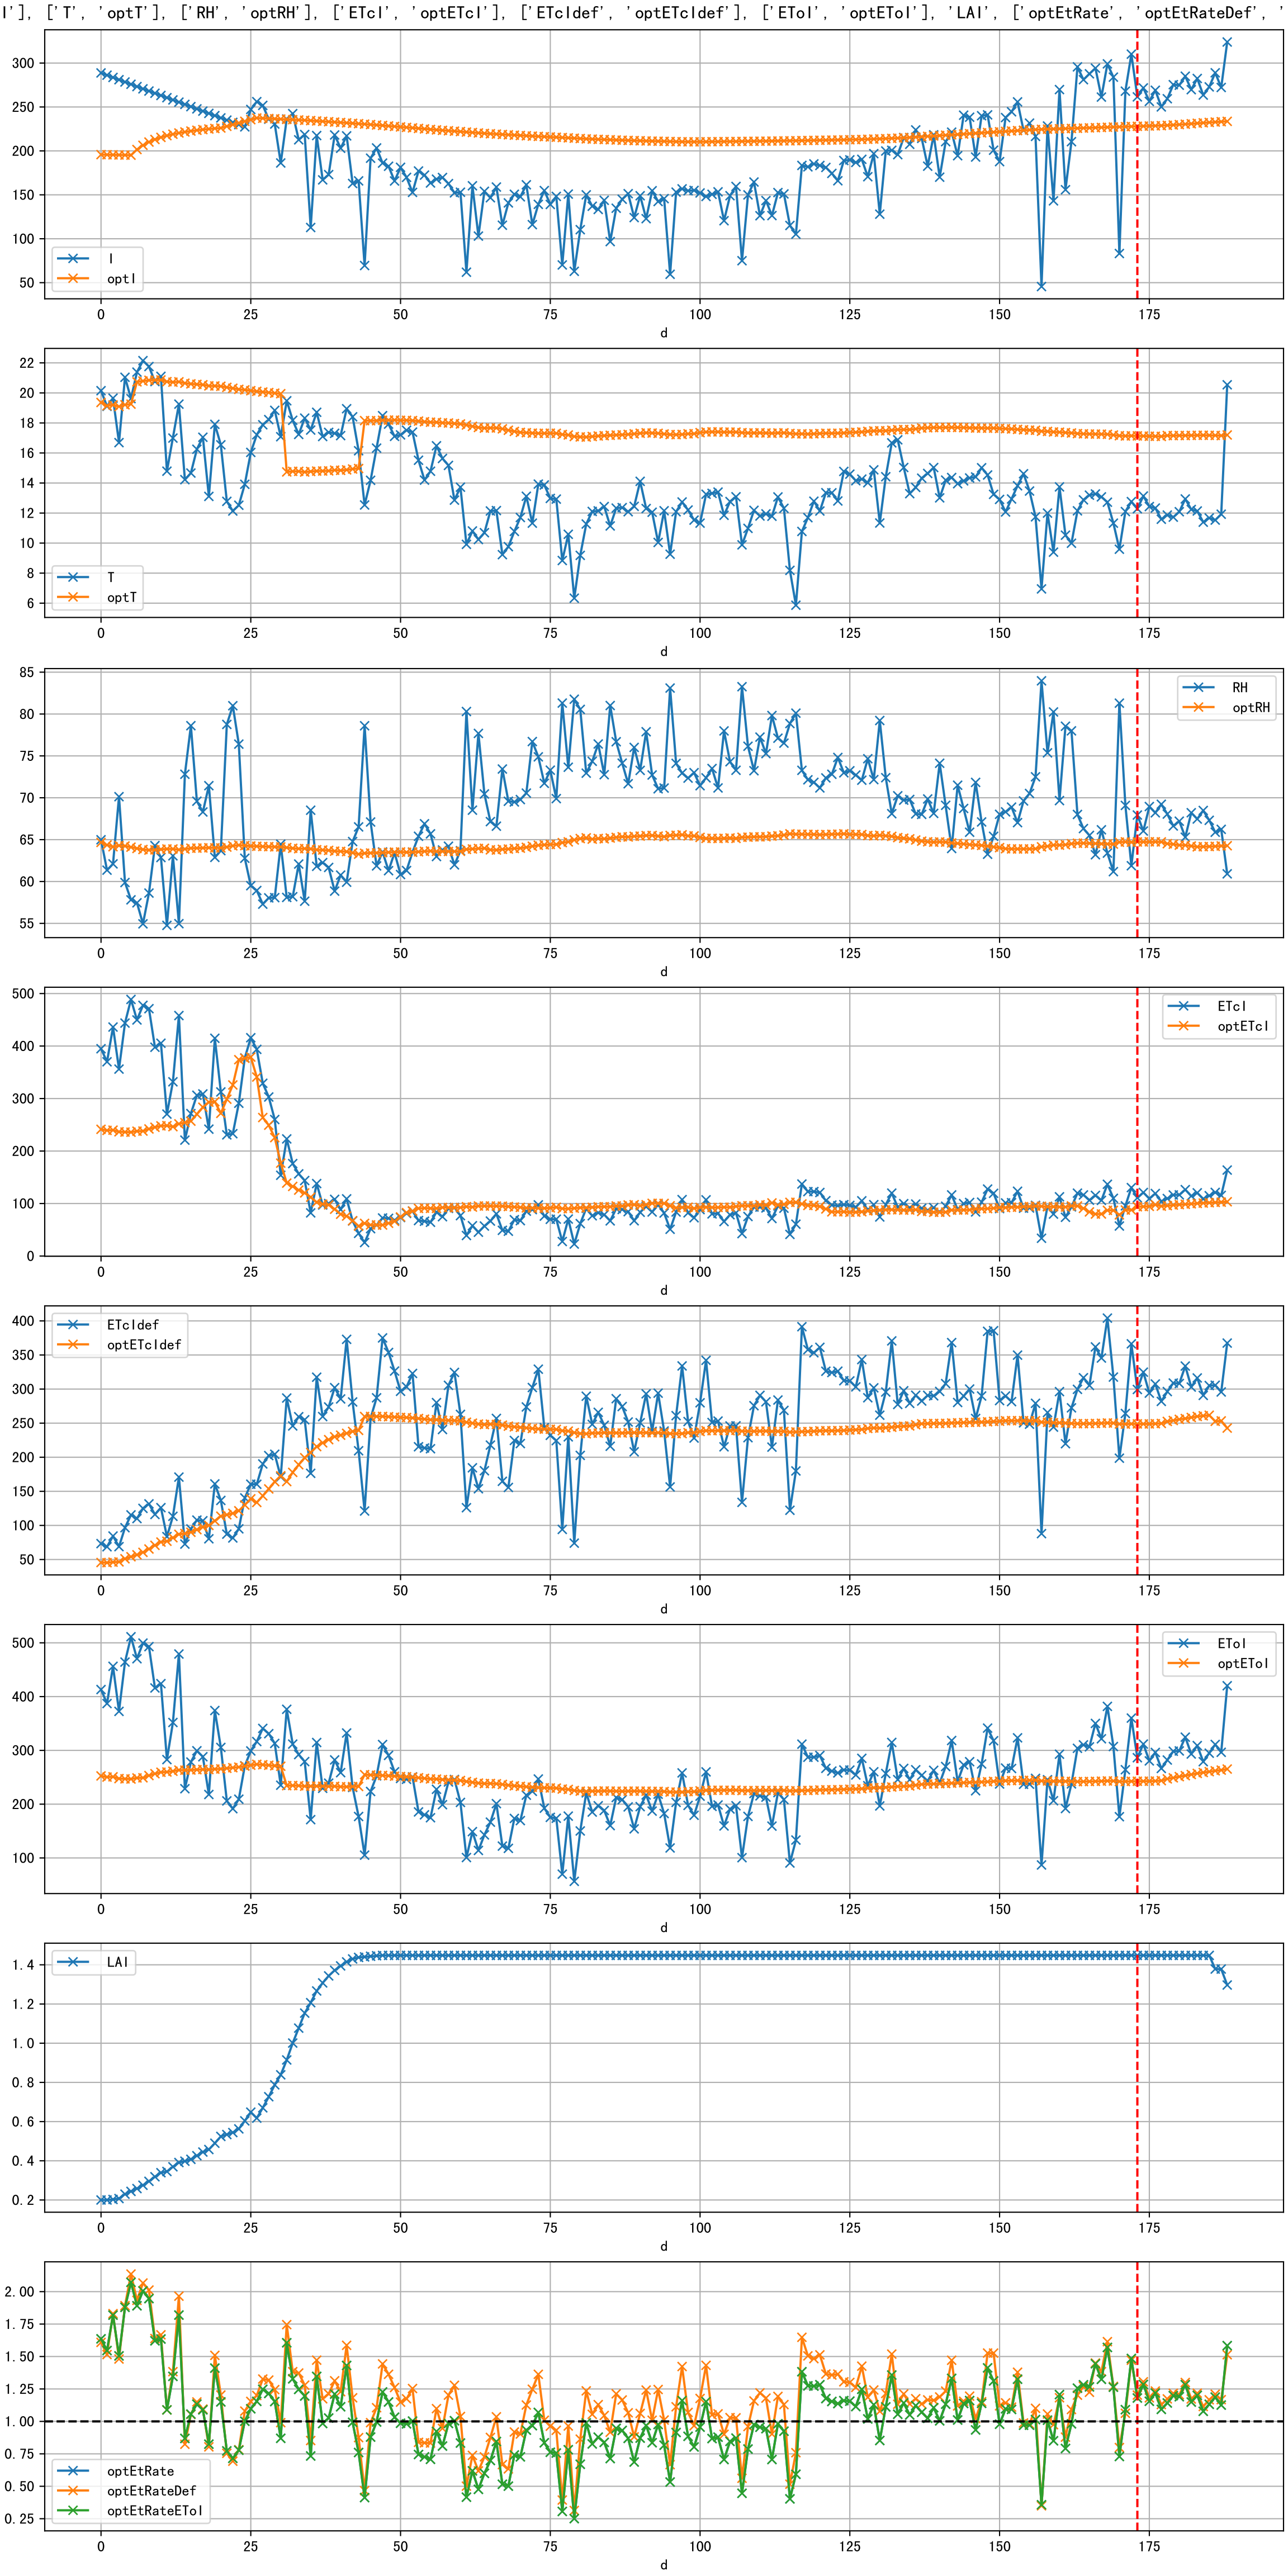 I'], ['T', 'optT'], ['RH', 'optRH'], ['ETcI', 'optETcI'], ['ETcIdef', 'optETcIdef'], ['EToI', 'optEToI'], 'LAI', ['optEtRate', 'optEtRateDef', '
300
250
200
150
100
50
I
optI
0 25 50 75 100 125 150 175
d
22
20
18
16
14
12
10
8
6
T
optT
0 25 50 75 100 125 150 175
d
85
80
75
70
65
60
55
RH
optRH
0 25 50 75 100 125 150 175
d
500
400
300
200
100
0
ETcI
optETcI
0 25 50 75 100 125 150 175
d
400
350
300
250
200
150
100
50
ETcIdef
optETcIdef
0 25 50 75 100 125 150 175
d
500
400
300
200
100
EToI
optEToI
0 25 50 75 100 125 150 175
d
1.4
1.2
1.0
0.8
0.6
0.4
0.2
LAI
0 25 50 75 100 125 150 175
d
2.00
1.75
1.50
1.25
1.00
0.75
0.50
0.25
optEtRate
optEtRateDef
optEtRateEToI
0 25 50 75 100 125 150 175
d